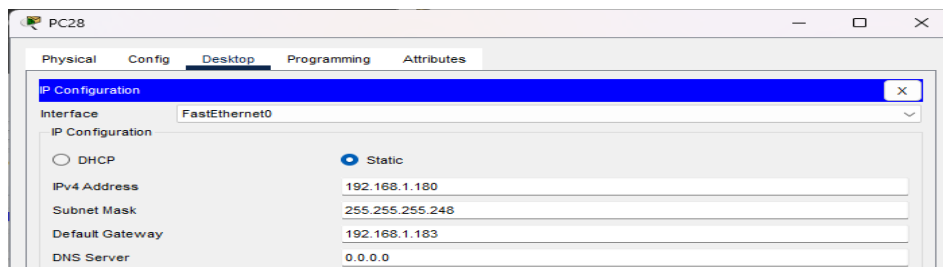 PC28
Physical Config Desktop Programming Attributes
IP Configuration
X
Interface FastEthernet0
IP Configuration
DHCP Static
IPv4 Address 192.168.1.180
Subnet Mask 255.255.255.248
Default Gateway 192.168.1.183
DNS Server 0.0.0.0